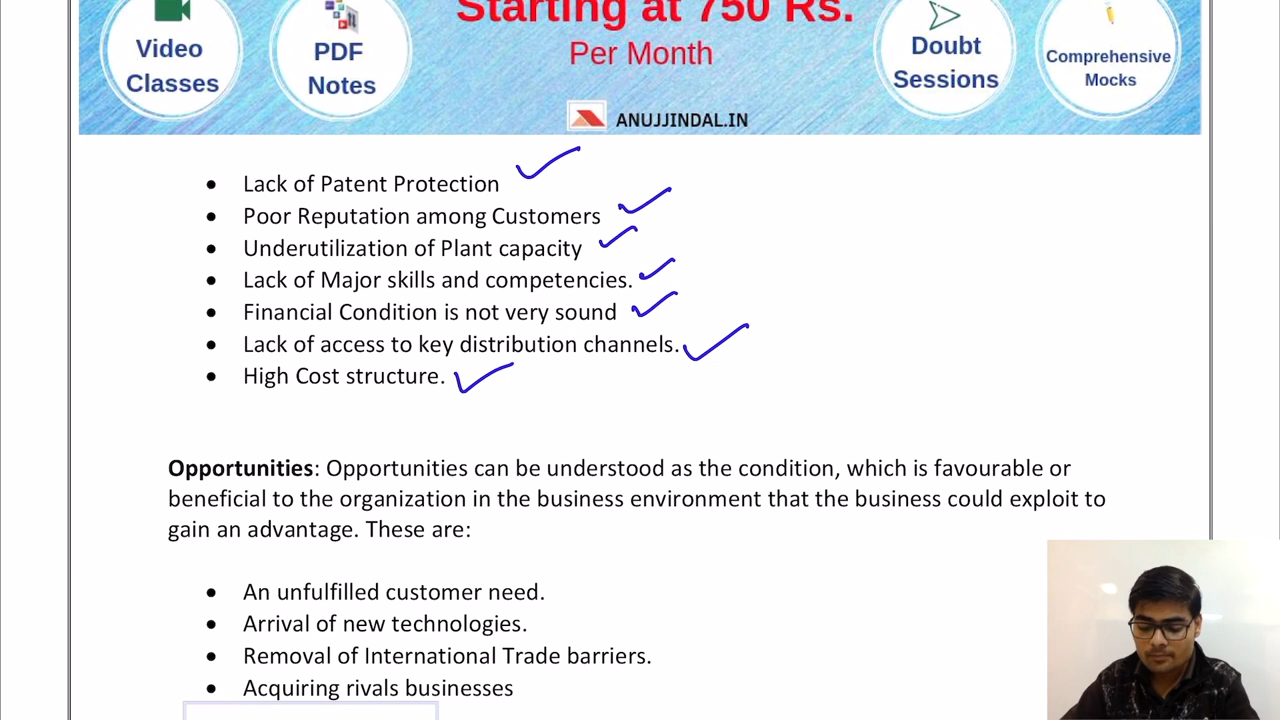 Starting at 750 Rs.
Per Month
Video
Classes
PDF
Notes
Doubt
Sessions
Comprehensive
Mocks
ANUJJINDAL.IN
• Lack of Patent Protection
• Poor Reputation among Customers
• Underutilization of Plant capacity
• Lack of Major skills and competencies.
• Financial Condition is not very sound
• Lack of access to key distribution channels.
• High Cost structure.
Opportunities: Opportunities can be understood as the condition, which is favourable or
beneficial to the organization in the business environment that the business could exploit to
gain an advantage. These are:
• An unfulfilled customer need.
• Arrival of new technologies.
• Removal of International Trade barriers.
• Acquiring rivals businesses